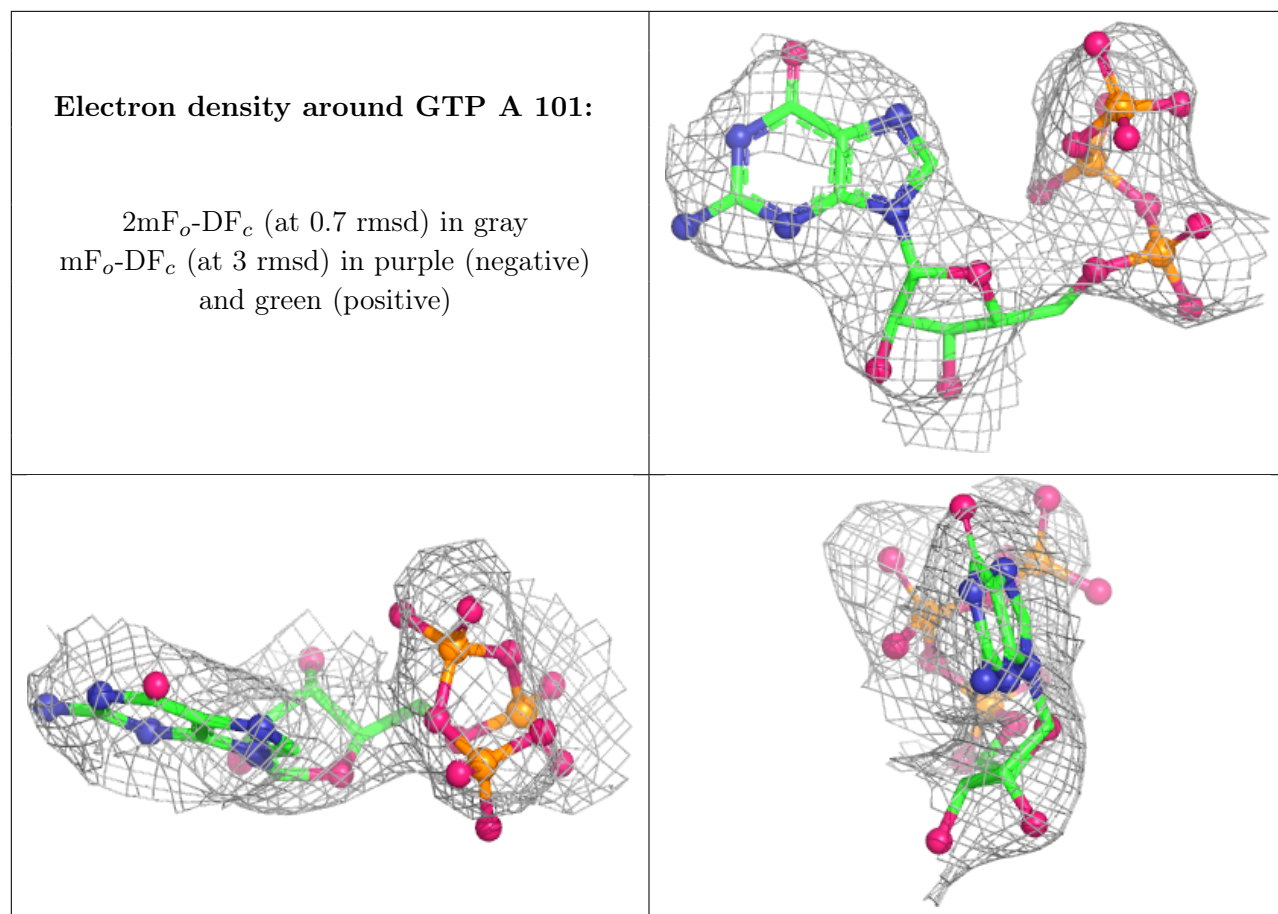 Electron density around GTP A 101:
2mFo-DFc (at 0.7 rmsd) in gray
mFo-DFc (at 3 rmsd) in purple (negative)
and green (positive)